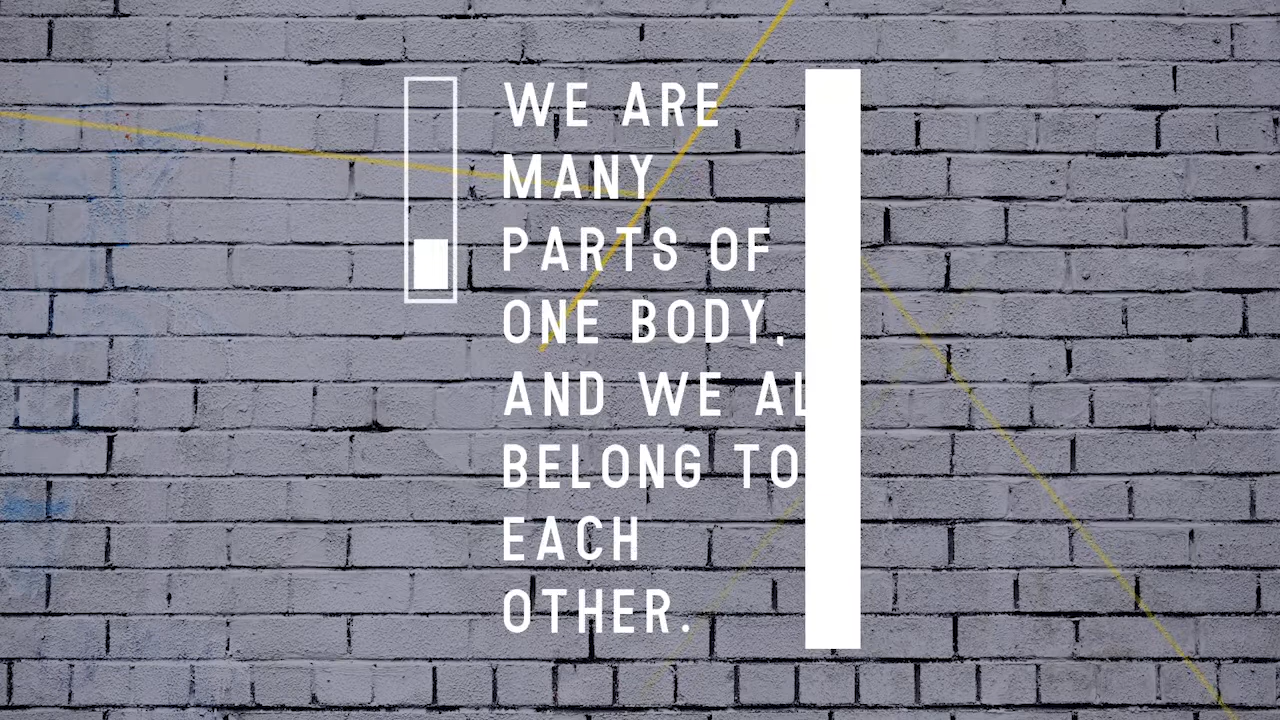 WE ARE
MANY
PARTS OF
ONE BODY,
AND WE AL
BELONG TO
EACH
OTHER.